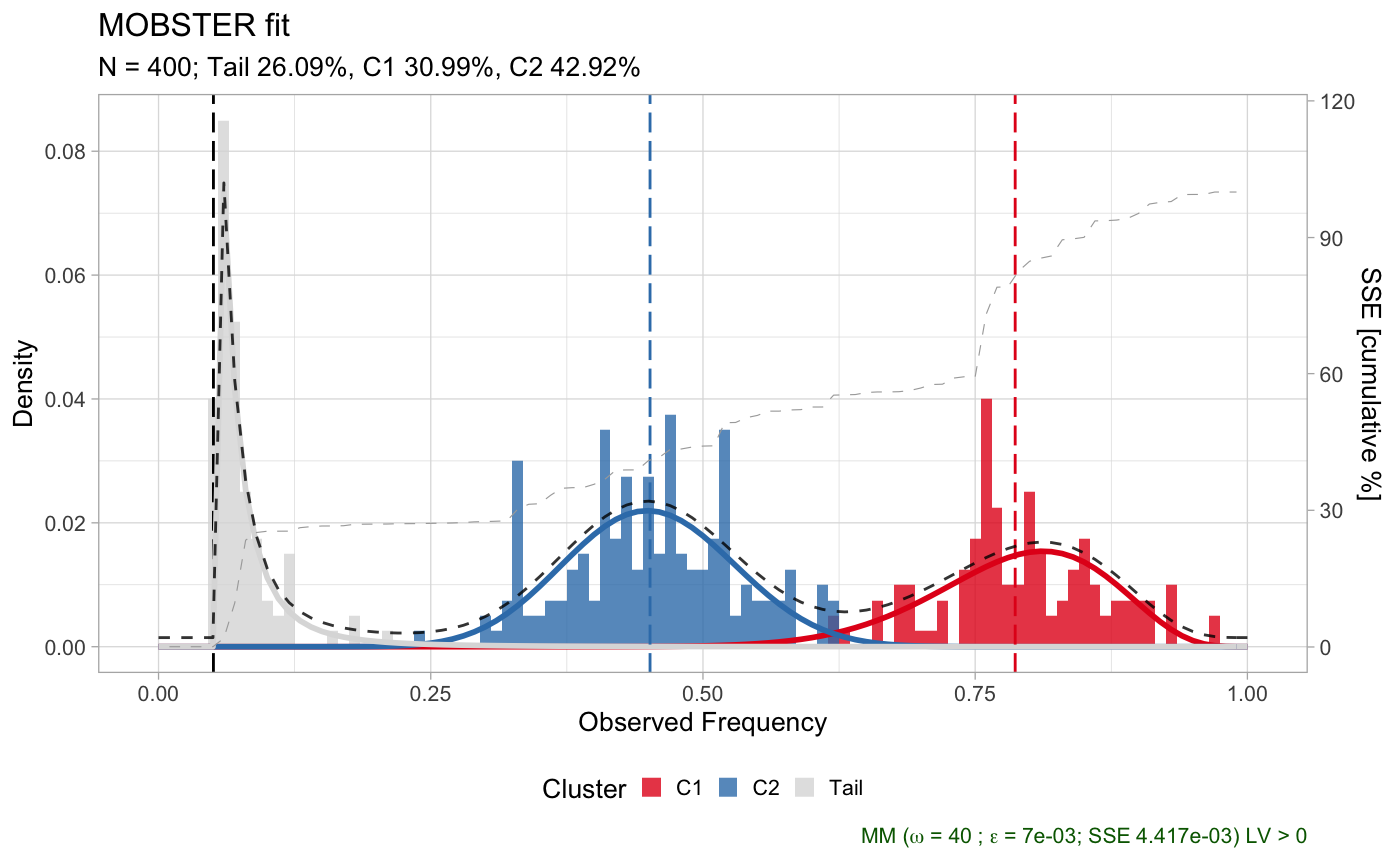 MOBSTER fit
N = 400; Tail 26.09%, C1 30.99%, C2 42.92%
Density
0.08
0.06
0.04
0.02
0.00
120
90
60
30
0
SSE [cumulative %]
0.00 0.25 0.50 0.75 1.00
Observed Frequency
Cluster C1 C2 Tail
MM (ω = 40 ; ε = 7e-03; SSE 4.417e-03) LV > 0